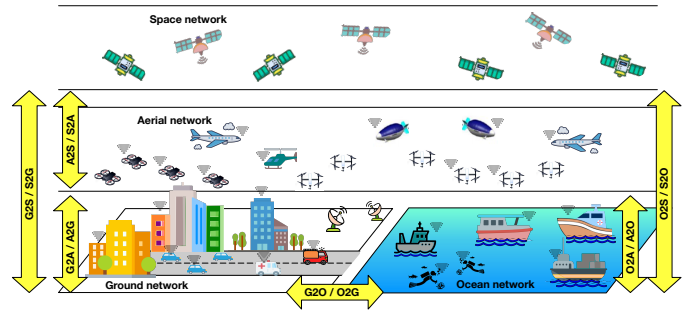 Space network
Aerial network
A2S / S2A
G2S / S2G
O2S / S2O
G2A / A2G
O2A / A2O
Ground network
G2O / O2G
Ocean network